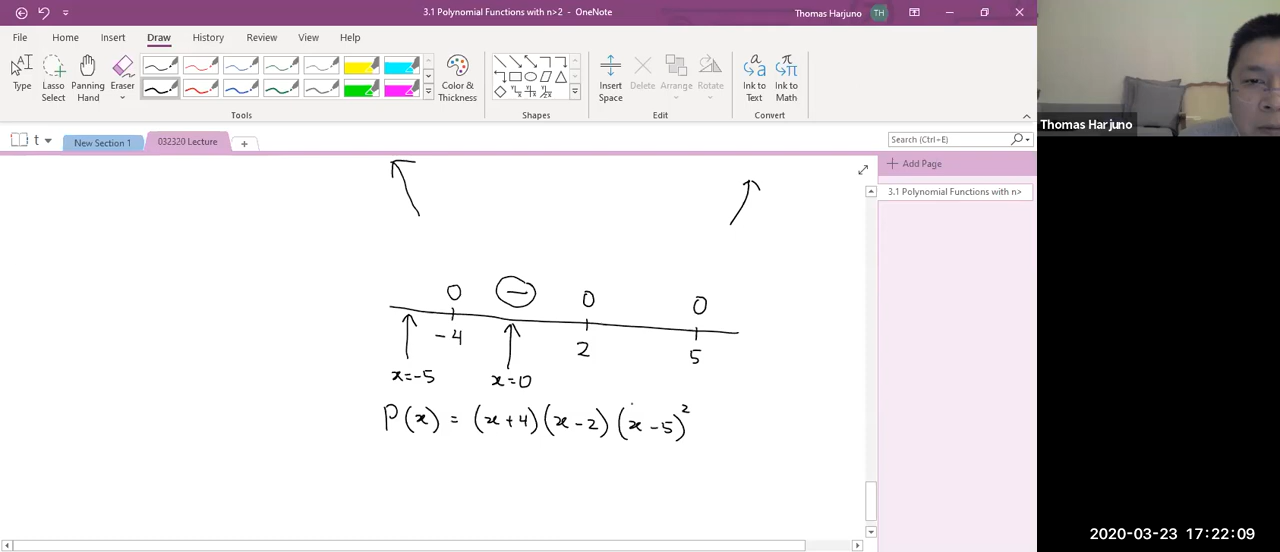 3.1 Polynomial Functions with n>2 - OneNote
Thomas Harjuno TH
File Home Insert Draw History Review View Help
Type Lasso Select Panning Hand Eraser Color & Thickness Insert Space Delete Arrange Rotate Ink to Text Ink to Math
Tools Shapes Edit Convert
Thomas Harjuno
t New Section 1 032320 Lecture Search (Ctrl+E)
Add Page
3.1 Polynomial Functions with n>
0 − 0 0
−4 2 5
x=-5 x=0
P(x) = (x+4)(x−2)(x−5)²
2020-03-23 17:22:09